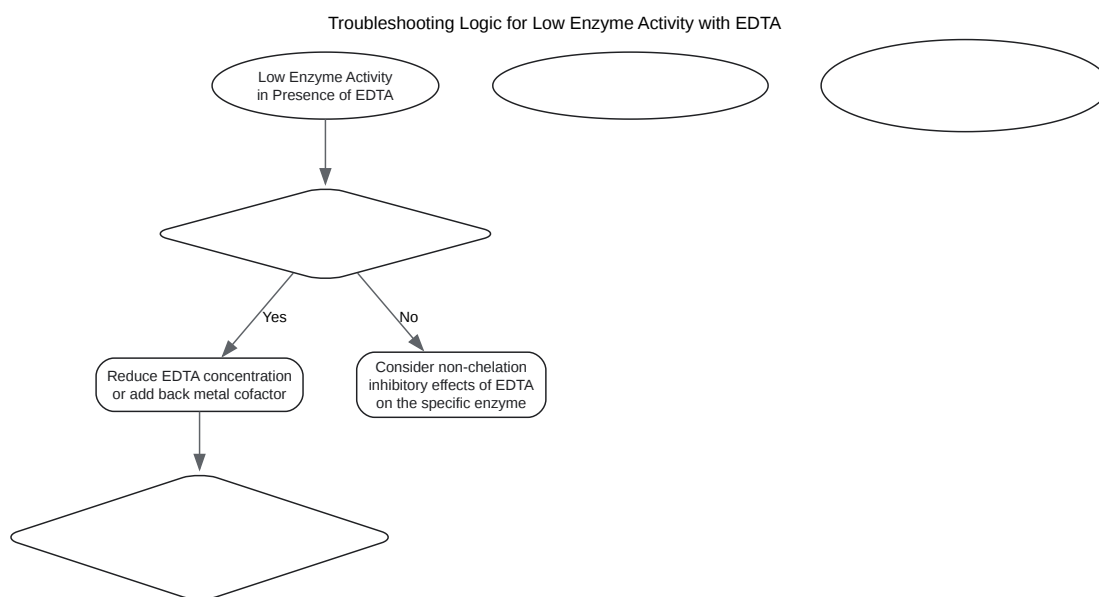 Troubleshooting Logic for Low Enzyme Activity with EDTA
Low Enzyme Activity
in Presence of EDTA
Yes
No
Reduce EDTA concentration
or add back metal cofactor
Consider non-chelation
inhibitory effects of EDTA
on the specific enzyme